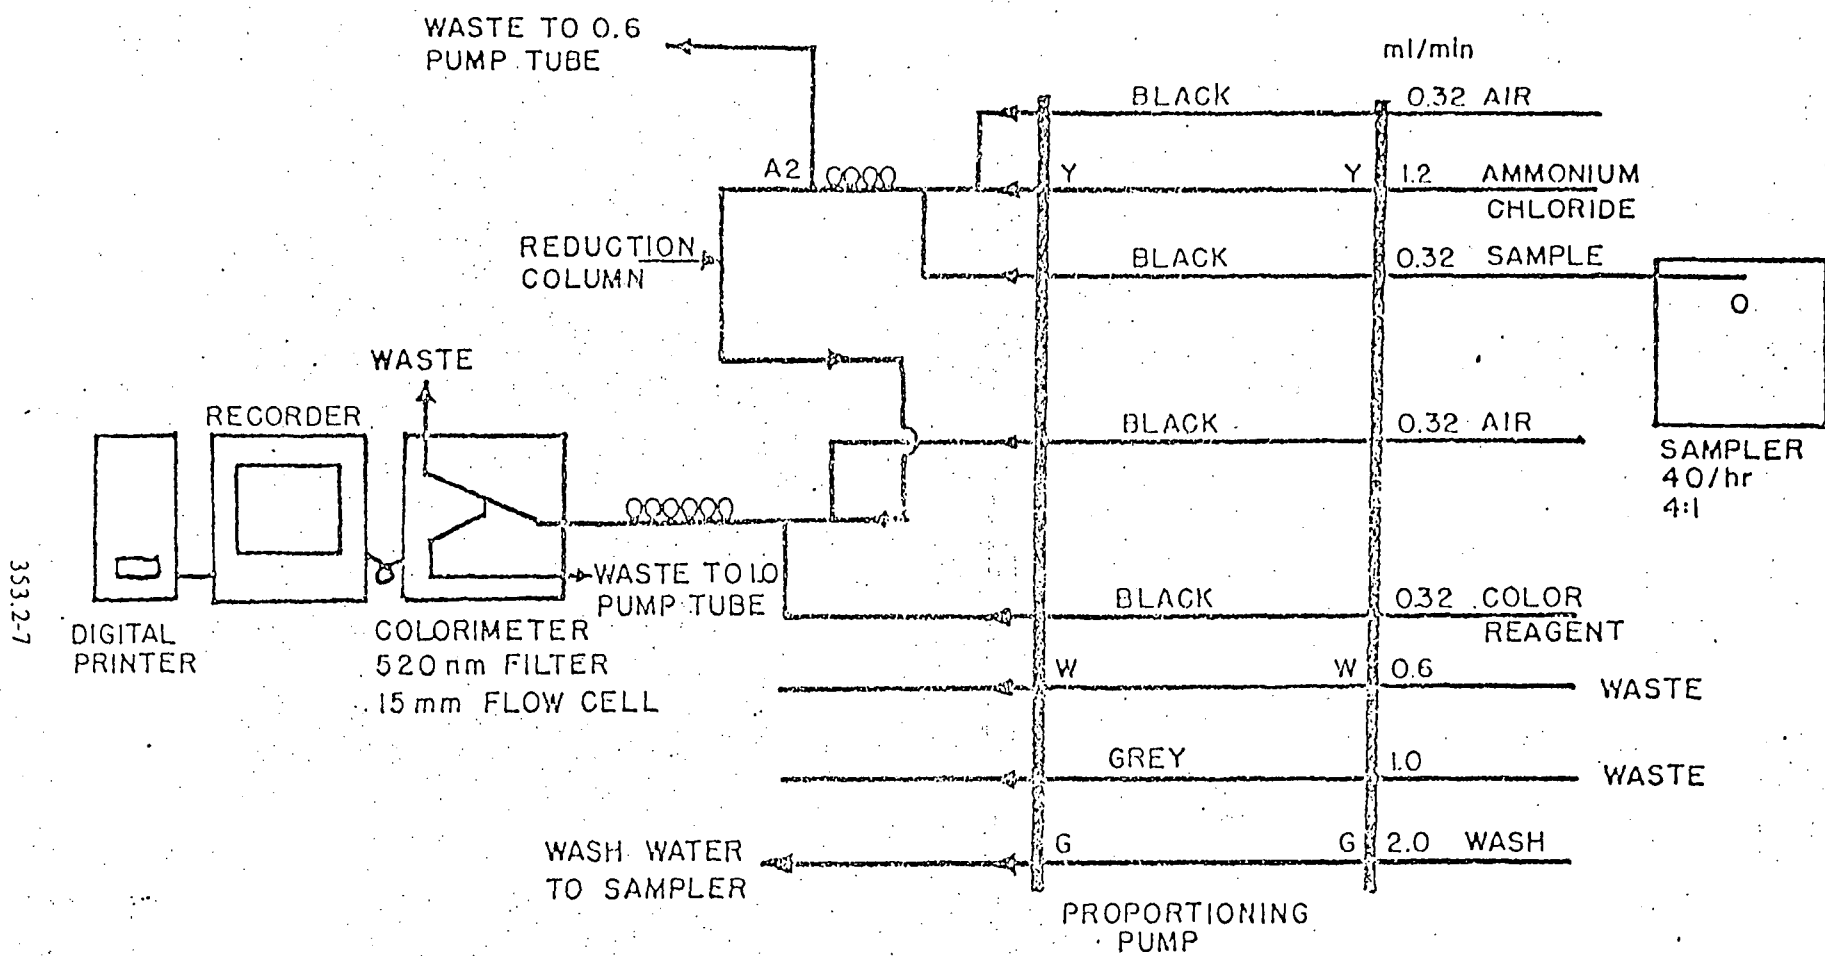 WASTE TO 0.6
PUMP TUBE
ml/min
BLACK
0.32 AIR
A2
Y
Y
1.2 AMMONIUM
CHLORIDE
REDUCTION
COLUMN
BLACK
0.32 SAMPLE
O
WASTE
RECORDER
BLACK
0.32 AIR
SAMPLER
40/hr
4:1
WASTE TO 1.0
PUMP TUBE
BLACK
0.32 COLOR
REAGENT
DIGITAL
PRINTER
COLORIMETER
520 nm FILTER
15 mm FLOW CELL
W
W
0.6
WASTE
GREY
1.0
WASTE
WASH WATER
TO SAMPLER
G
G
2.0 WASH
PROPORTIONING
PUMP
353.2-7